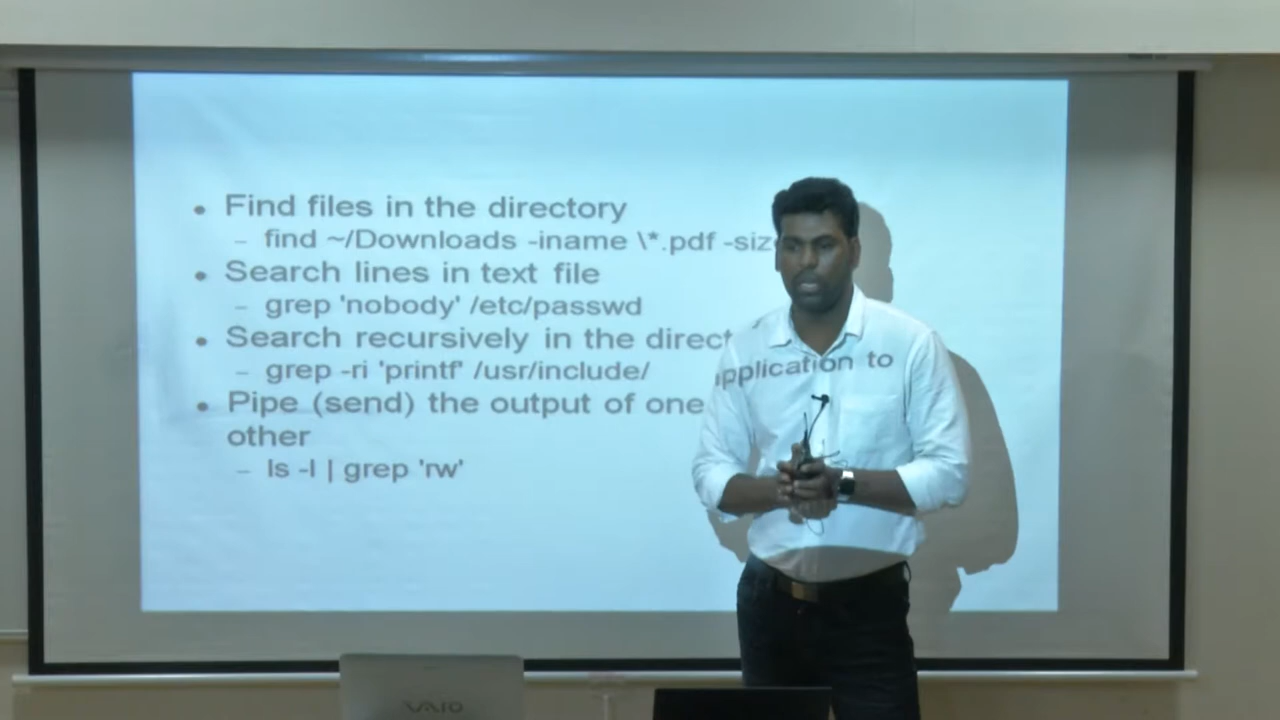 • Find files in the directory
– find ~/Downloads -iname \*.pdf -siz
• Search lines in text file
– grep 'nobody' /etc/passwd
• Search recursively in the direct
– grep -ri 'printf' /usr/include/
• Pipe (send) the output of one application to
other
– ls -l | grep 'rw'
VAIO